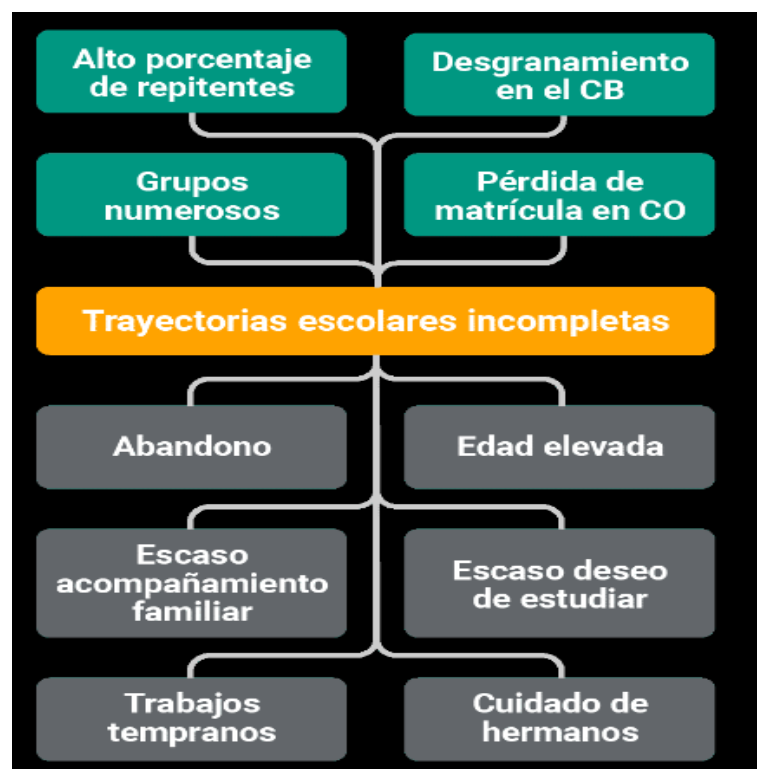 Alto porcentaje
de repitentes
Desgranamiento
en el CB
Grupos
numerosos
Pérdida de
matrícula en CO
Trayectorias escolares incompletas
Abandono
Edad elevada
Escaso
acompañamiento
familiar
Escaso deseo
de estudiar
Trabajos
tempranos
Cuidado de
hermanos